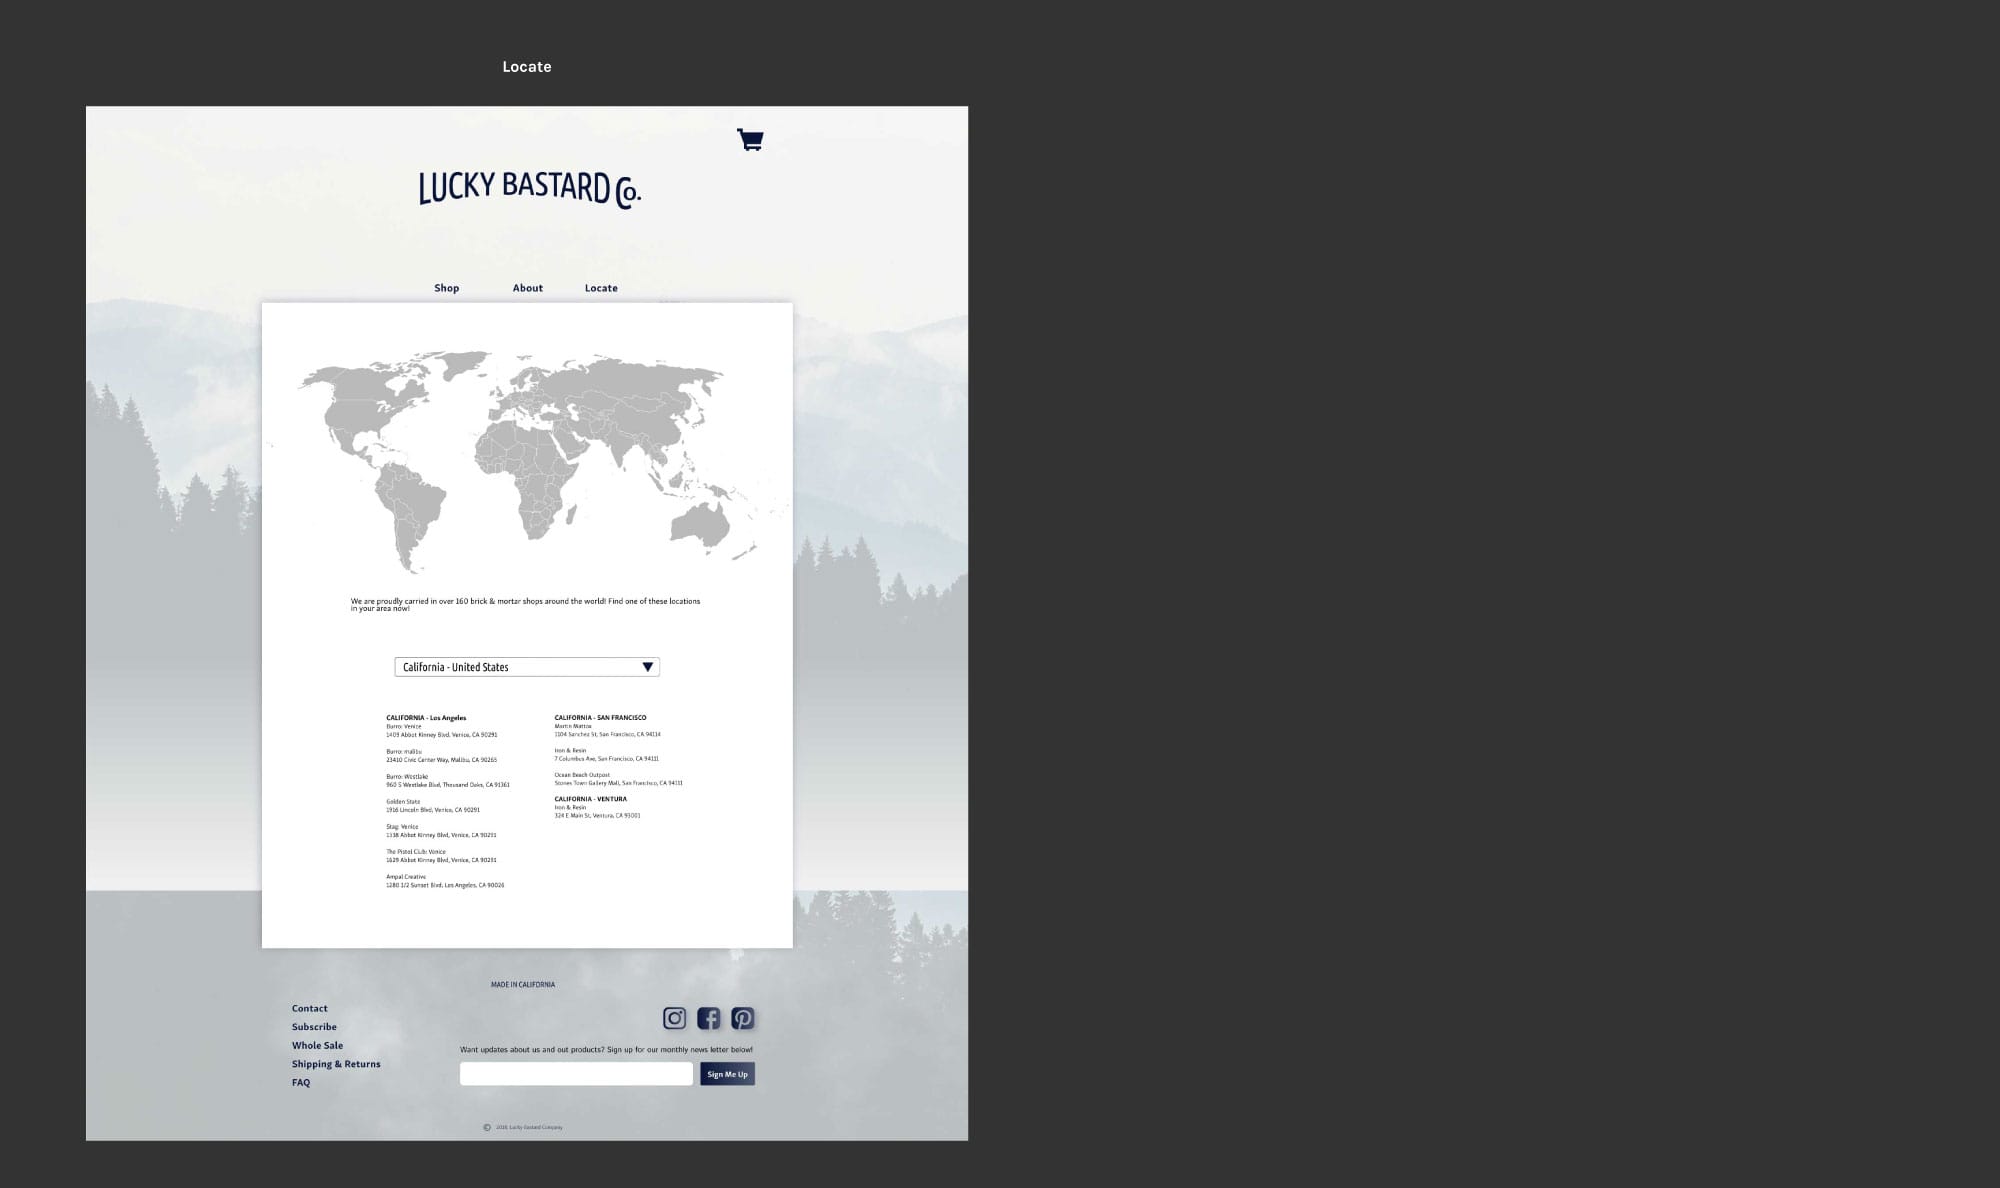 Locate
LUCKY BASTARD Co.
Shop About Locate
We are proudly carried in over 160 brick & mortar shops around the world! Find one of these locations
in your area now!
California - United States
CALIFORNIA - Los Angeles
Burro: Venice
1409 Abbot Kinney Blvd, Venice, CA 90291
Burro: malibu
23410 Civic Center Way, Malibu, CA 90265
Burro: Westlake
960 S Westlake Blvd, Thousand Oaks, CA 91361
Golden State
1916 Lincoln Blvd, Venice, CA 90291
Stag: Venice
1338 Abbot Kinney Blvd, Venice, CA 90291
The Pistol Club: Venice
1629 Abbot Kinney Blvd, Venice, CA 90291
Ampal Creative
1280 1/2 Sunset Blvd, Los Angeles, CA 90026
CALIFORNIA - SAN FRANCISCO
Martin Mattox
1104 Sanchez St, San Francisco, CA 94114
Iron & Resin
7 Columbus Ave, San Francisco, CA 94111
Ocean Beach Outpost
Stones Town Gallery Mall, San Francisco, CA 94111
CALIFORNIA - VENTURA
Iron & Resin
324 E Main St, Ventura, CA 93001
MADE IN CALIFORNIA
Contact
Subscribe
Whole Sale
Shipping & Returns
FAQ
Want updates about us and out products? Sign up for our monthly news letter below!
Sign Me Up
Lucky Bastard Company